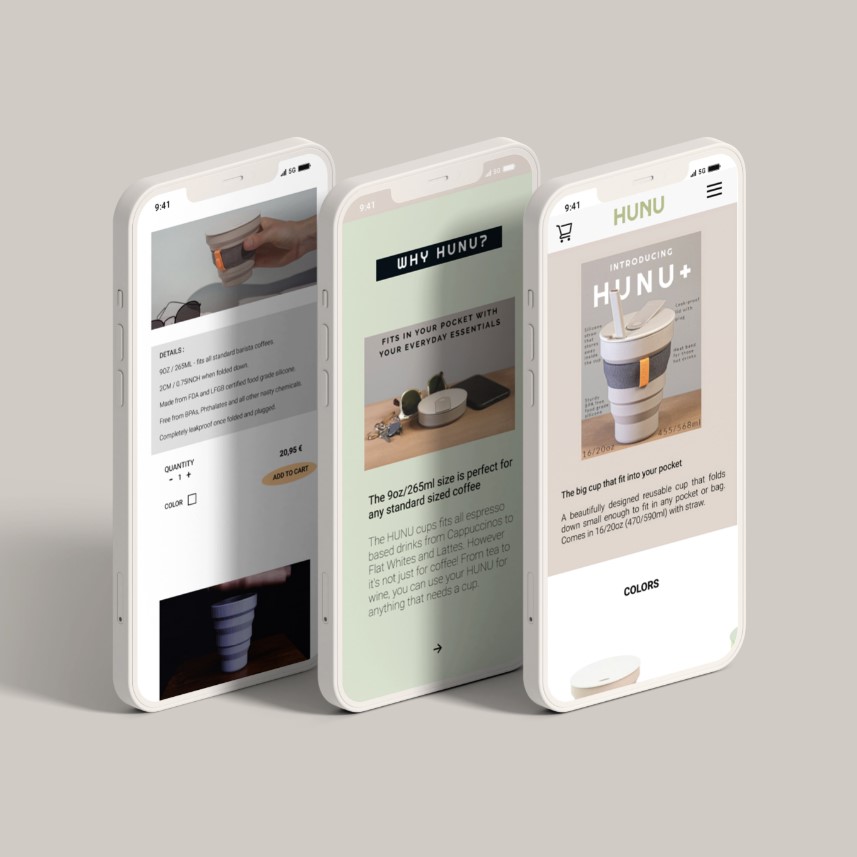 9:41
5G
DETAILS :
9OZ / 265ML - fits all standard barista coffees.
2CM / 0.75INCH when folded down.
Made from FDA and LFGB certified food grade silicone.
Free from BPAs, Phthalates and all other nasty chemicals.
Completely leakproof once folded and plugged.
QUANTITY
- 1 +
20,95 €
ADD TO CART
COLOR
9:41
5G
WHY HUNU?
FITS IN YOUR POCKET WITH
YOUR EVERYDAY ESSENTIALS
The 9oz/265ml size is perfect for
any standard sized coffee
The HUNU cups fits all espresso
based drinks from Cappuccinos to
Flat Whites and Lattes. However
it's not just for coffee! From tea to
wine, you can use your HUNU for
anything that needs a cup.
9:41
5G
HUNU
INTRODUCING
HUNU+
16/20oz
455/568ml
The big cup that fit into your pocket
A beautifully designed reusable cup that folds
down small enough to fit in any pocket or bag.
Comes in 16/20oz (470/590ml) with straw.
COLORS